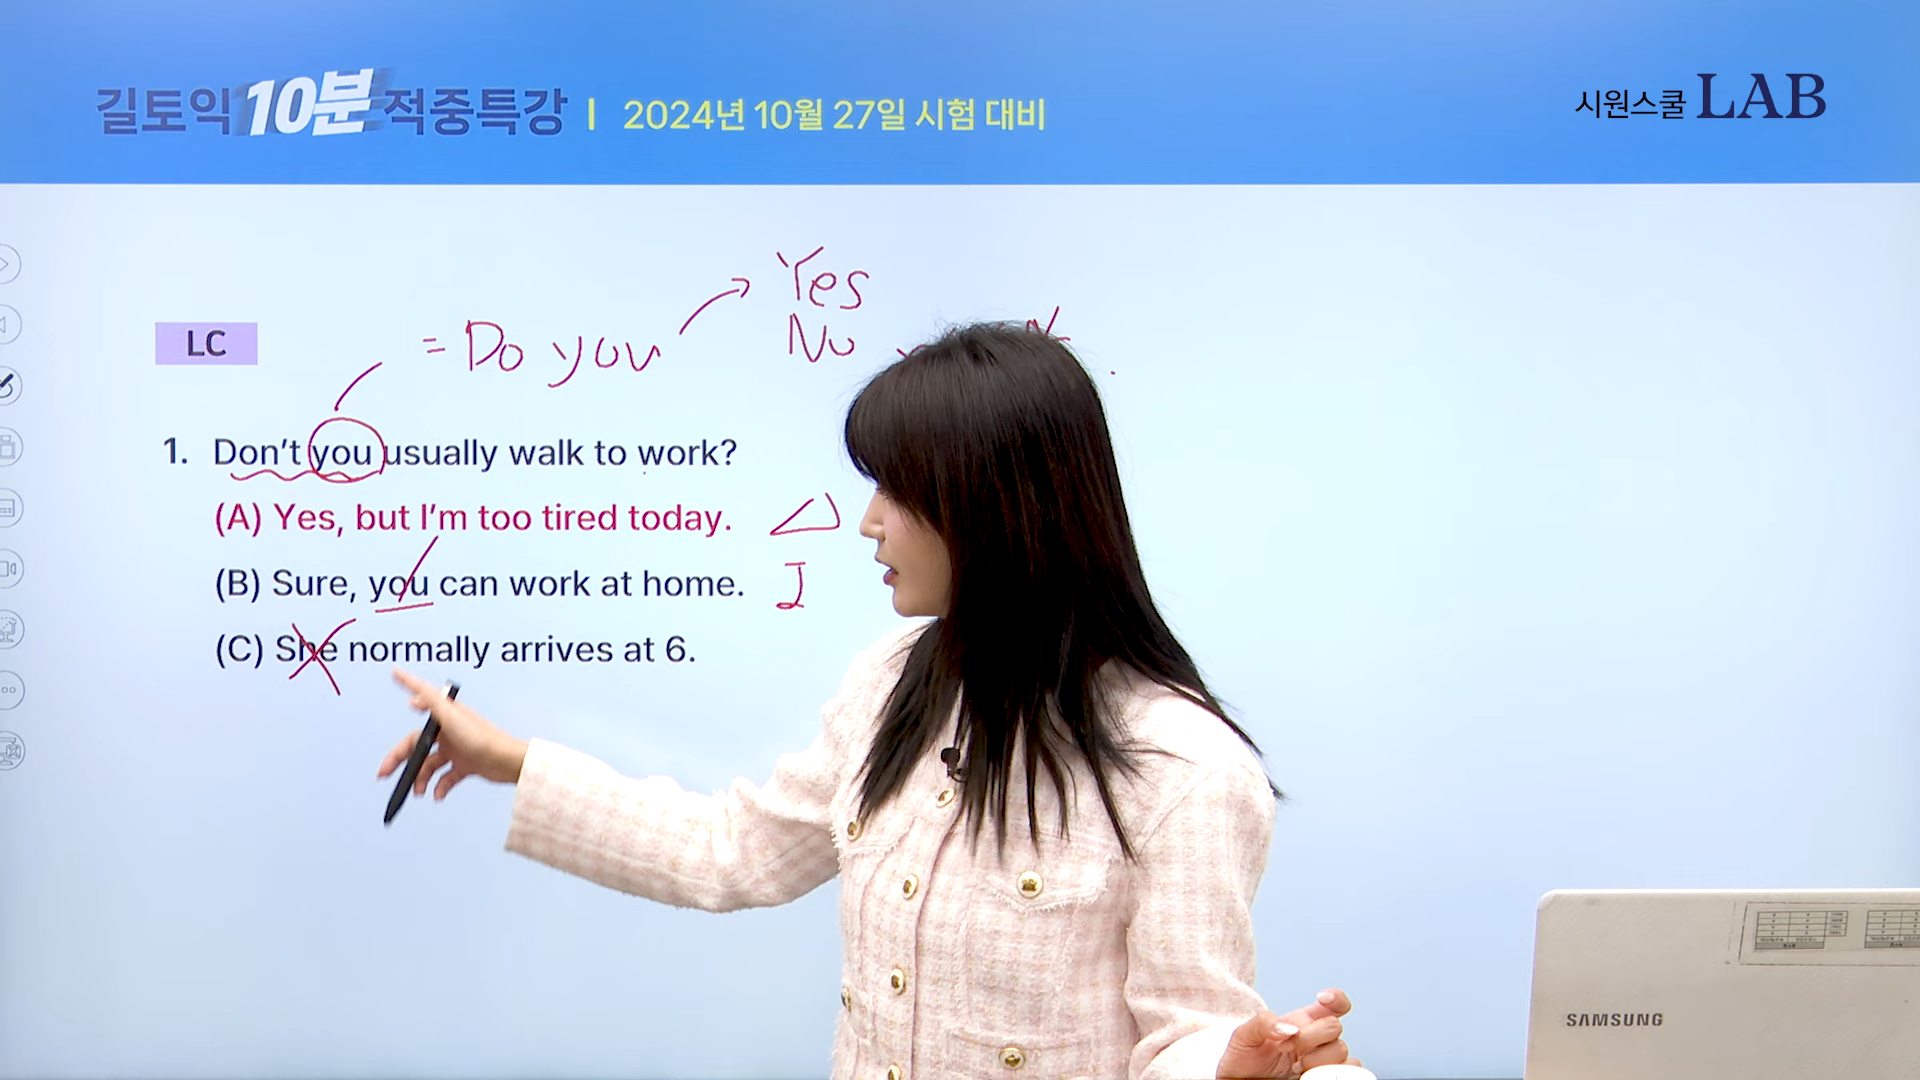 길토익 10분 적중특강 | 2024년 10월 27일 시험 대비
시원스쿨 LAB
Yes
No
= Do you
LC
1. Don't you usually walk to work?
(A) Yes, but I'm too tired today.
(B) Sure, you can work at home.
I
(C) She normally arrives at 6.
SAMSUNG